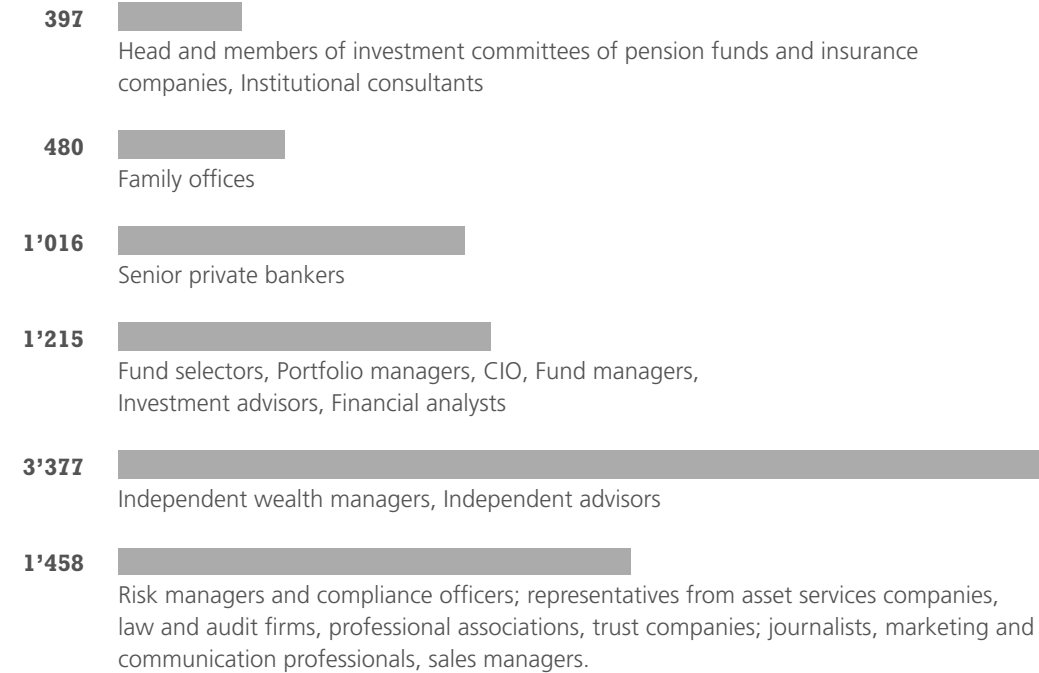 397
Head and members of investment committees of pension funds and insurance
companies, Institutional consultants
480
Family offices
1’016
Senior private bankers
1’215
Fund selectors, Portfolio managers, CIO, Fund managers,
Investment advisors, Financial analysts
3’377
Independent wealth managers, Independent advisors
1’458
Risk managers and compliance officers; representatives from asset services companies,
law and audit firms, professional associations, trust companies; journalists, marketing and
communication professionals, sales managers.